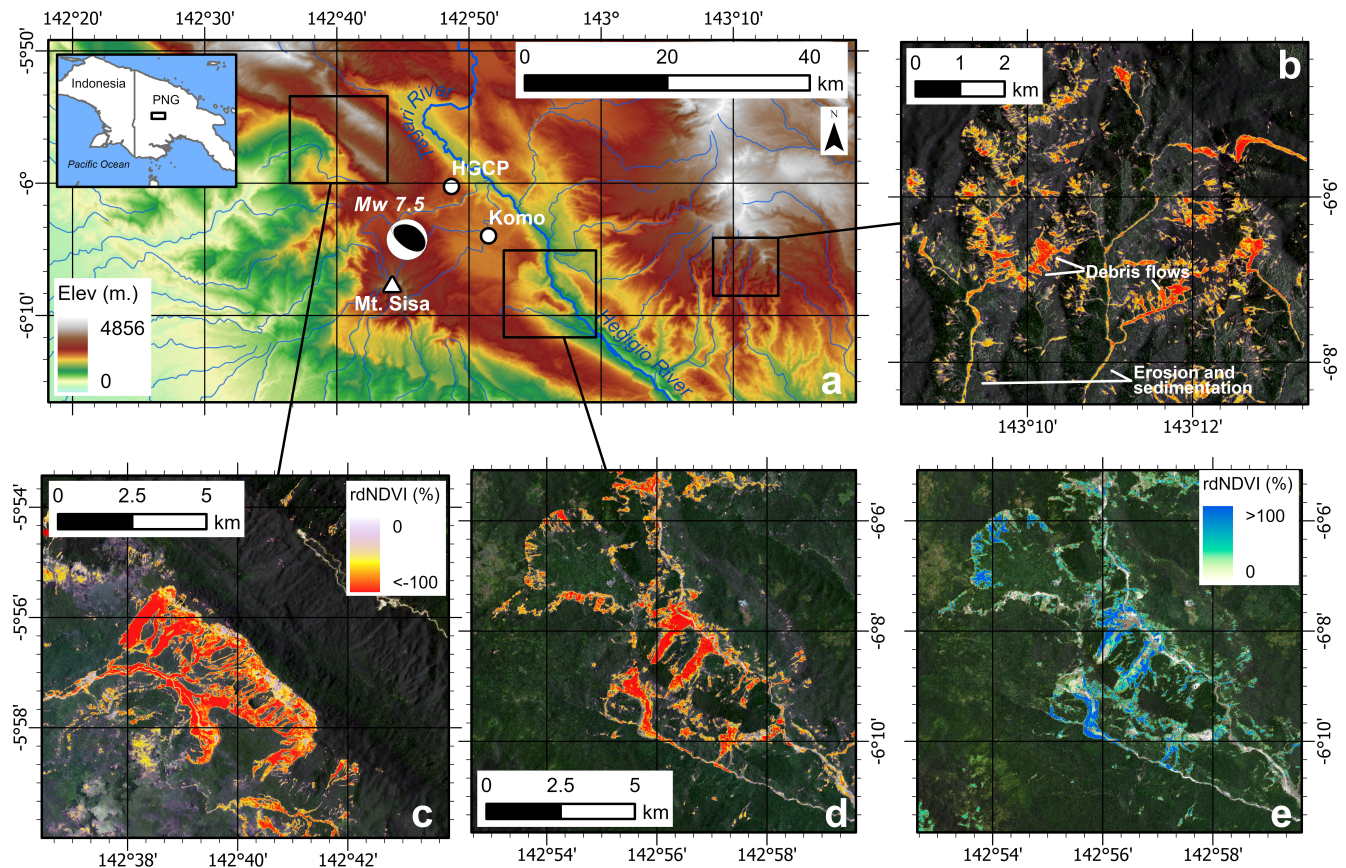 142°20' 142°30' 142°40' 142°50' 143° 143°10'
-5°50'
-6°
-6°10'
Indonesia
PNG
Pacific Ocean
0 20 40
km
N
Tagari River
HGCP
Mw 7.5
Komo
Mt. Sisa
Hegigio River
Elev (m.)
4856
0
a
0 1 2
km
b
-6°6'
-6°8'
Debris flows
Erosion and
sedimentation
143°10' 143°12'
0 2.5 5
km
rdNDVI (%)
0
<-100
-5°54'
-5°56'
-5°58'
c
142°38' 142°40' 142°42'
-6°6'
-6°8'
-6°10'
0 2.5 5
km
d
142°54' 142°56' 142°58'
rdNDVI (%)
>100
0
-6°6'
-6°8'
-6°10'
e
142°54' 142°56' 142°58'